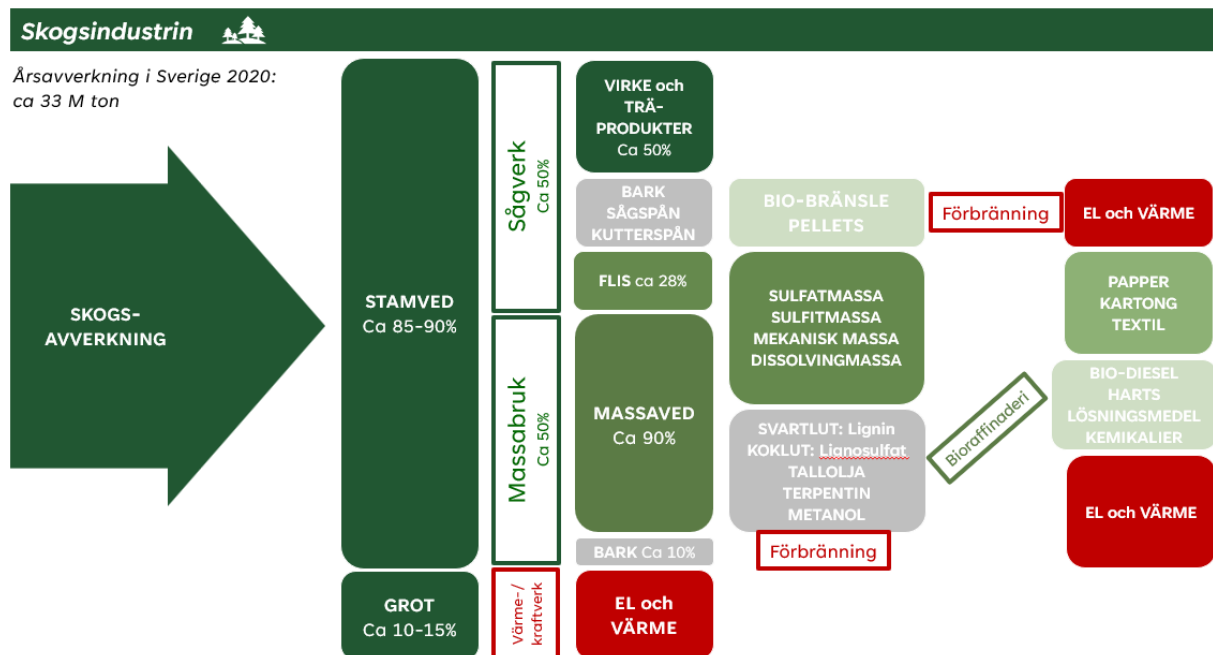 Skogsindustrin
Årsavverkning i Sverige 2020:
ca 33 M ton
SKOGS-
AVVERKNING
STAMVED
Ca 85-90%
GROT
Ca 10-15%
Sågverk
Ca 50%
Massabruk
Ca 50%
Värme-/
kraftverk
VIRKE och
TRÄ-
PRODUKTER
Ca 50%
BARK
SÅGSPÅN
KUTTERSPÅN
FLIS ca 28%
MASSAVED
Ca 90%
BARK Ca 10%
EL och
VÄRME
BIO-BRÄNSLE
PELLETS
SULFATMASSA
SULFITMASSA
MEKANISK MASSA
DISSOLVINGMASSA
SVARTLUT: Lignin
KOKLUT: Lignosulfat
TALLOLJA
TERPENTIN
METANOL
Förbränning
Förbränning
Bioraffinaderi
EL och VÄRME
PAPPER
KARTONG
TEXTIL
BIO-DIESEL
HARTS
LÖSNINGSMEDEL
KEMIKALIER
EL och VÄRME